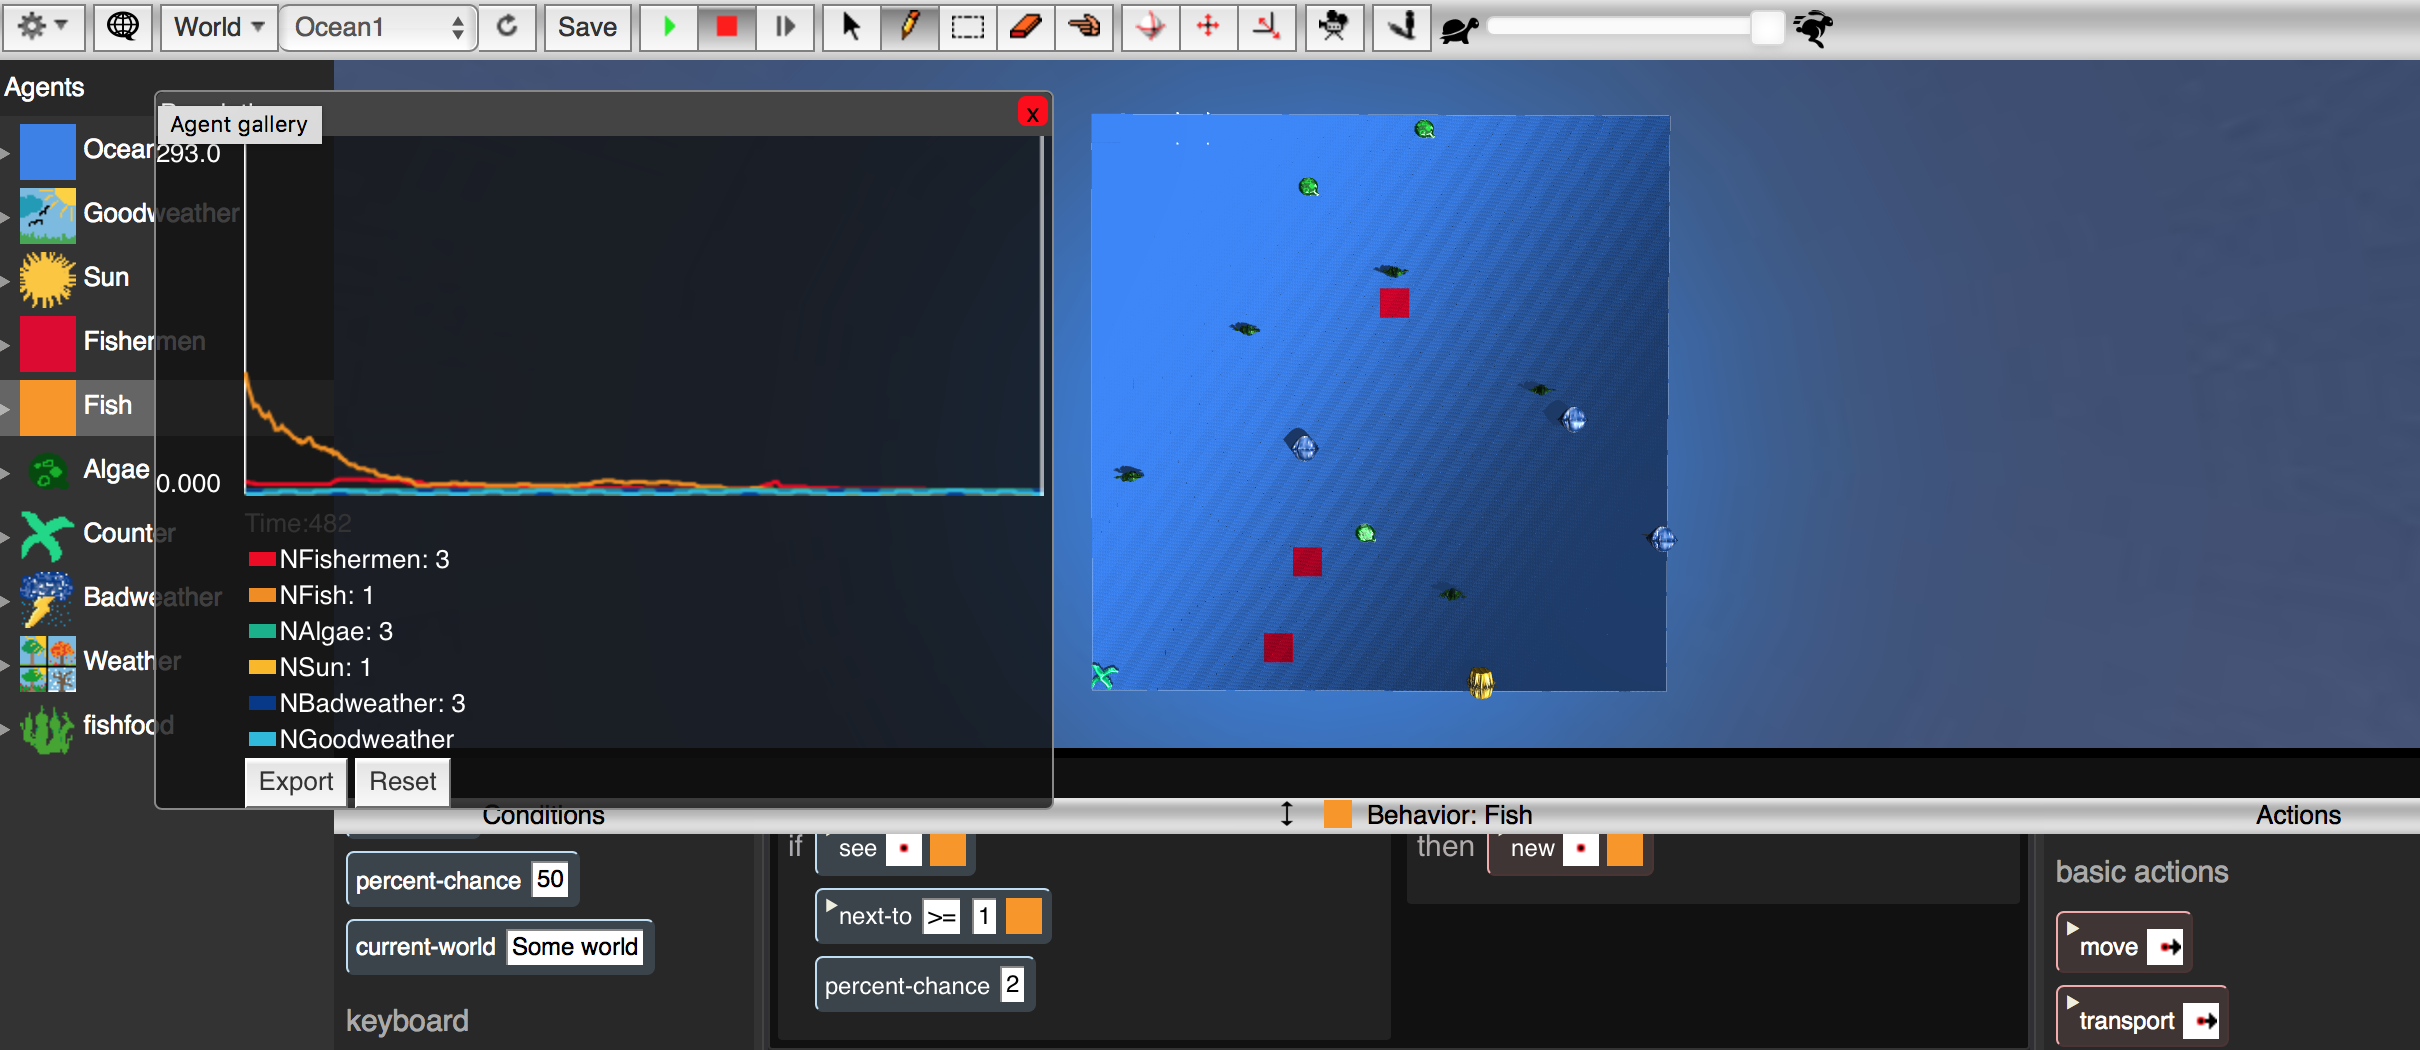 World
Ocean1
Save
Agents
Agent gallery
Ocean
Goodweather
Sun
Fishermen
Fish
Algae
Counter
Badweather
Weather
fishfood
x
293.0
0.000
Time:482
NFishermen: 3
NFish: 1
NAlgae: 3
NSun: 1
NBadweather: 3
NGoodweather
Export
Reset
Conditions
Behavior: Fish
Actions
percent-chance 50
current-world Some world
keyboard
if
see
next-to >= 1
percent-chance 2
then
new
basic actions
move
transport